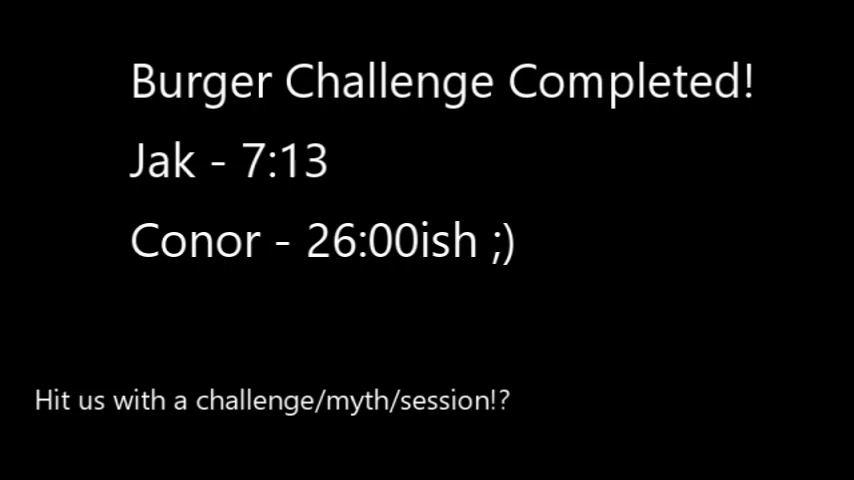 Burger Challenge Completed!
Jak - 7:13
Conor - 26:00ish ;)
Hit us with a challenge/myth/session!?